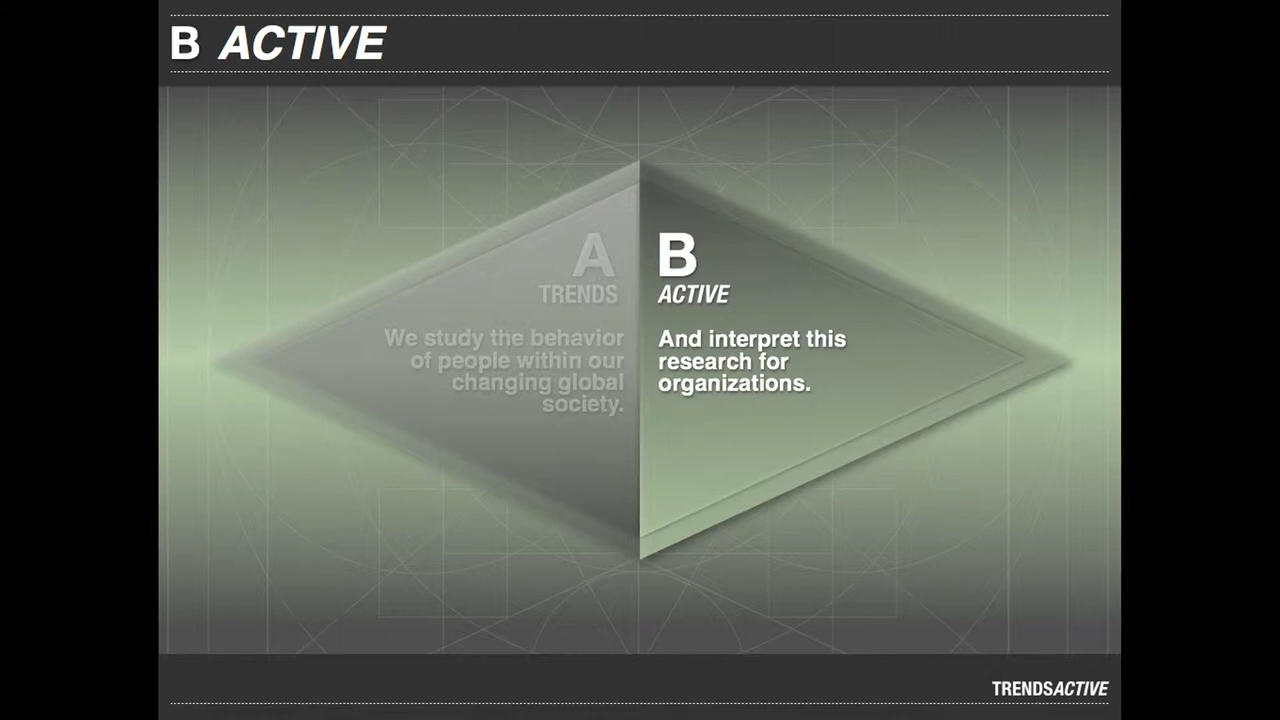 B ACTIVE
A
TRENDS
We study the behavior
of people within our
changing global
society.
B
ACTIVE
And interpret this
research for
organizations.
TRENDSACTIVE